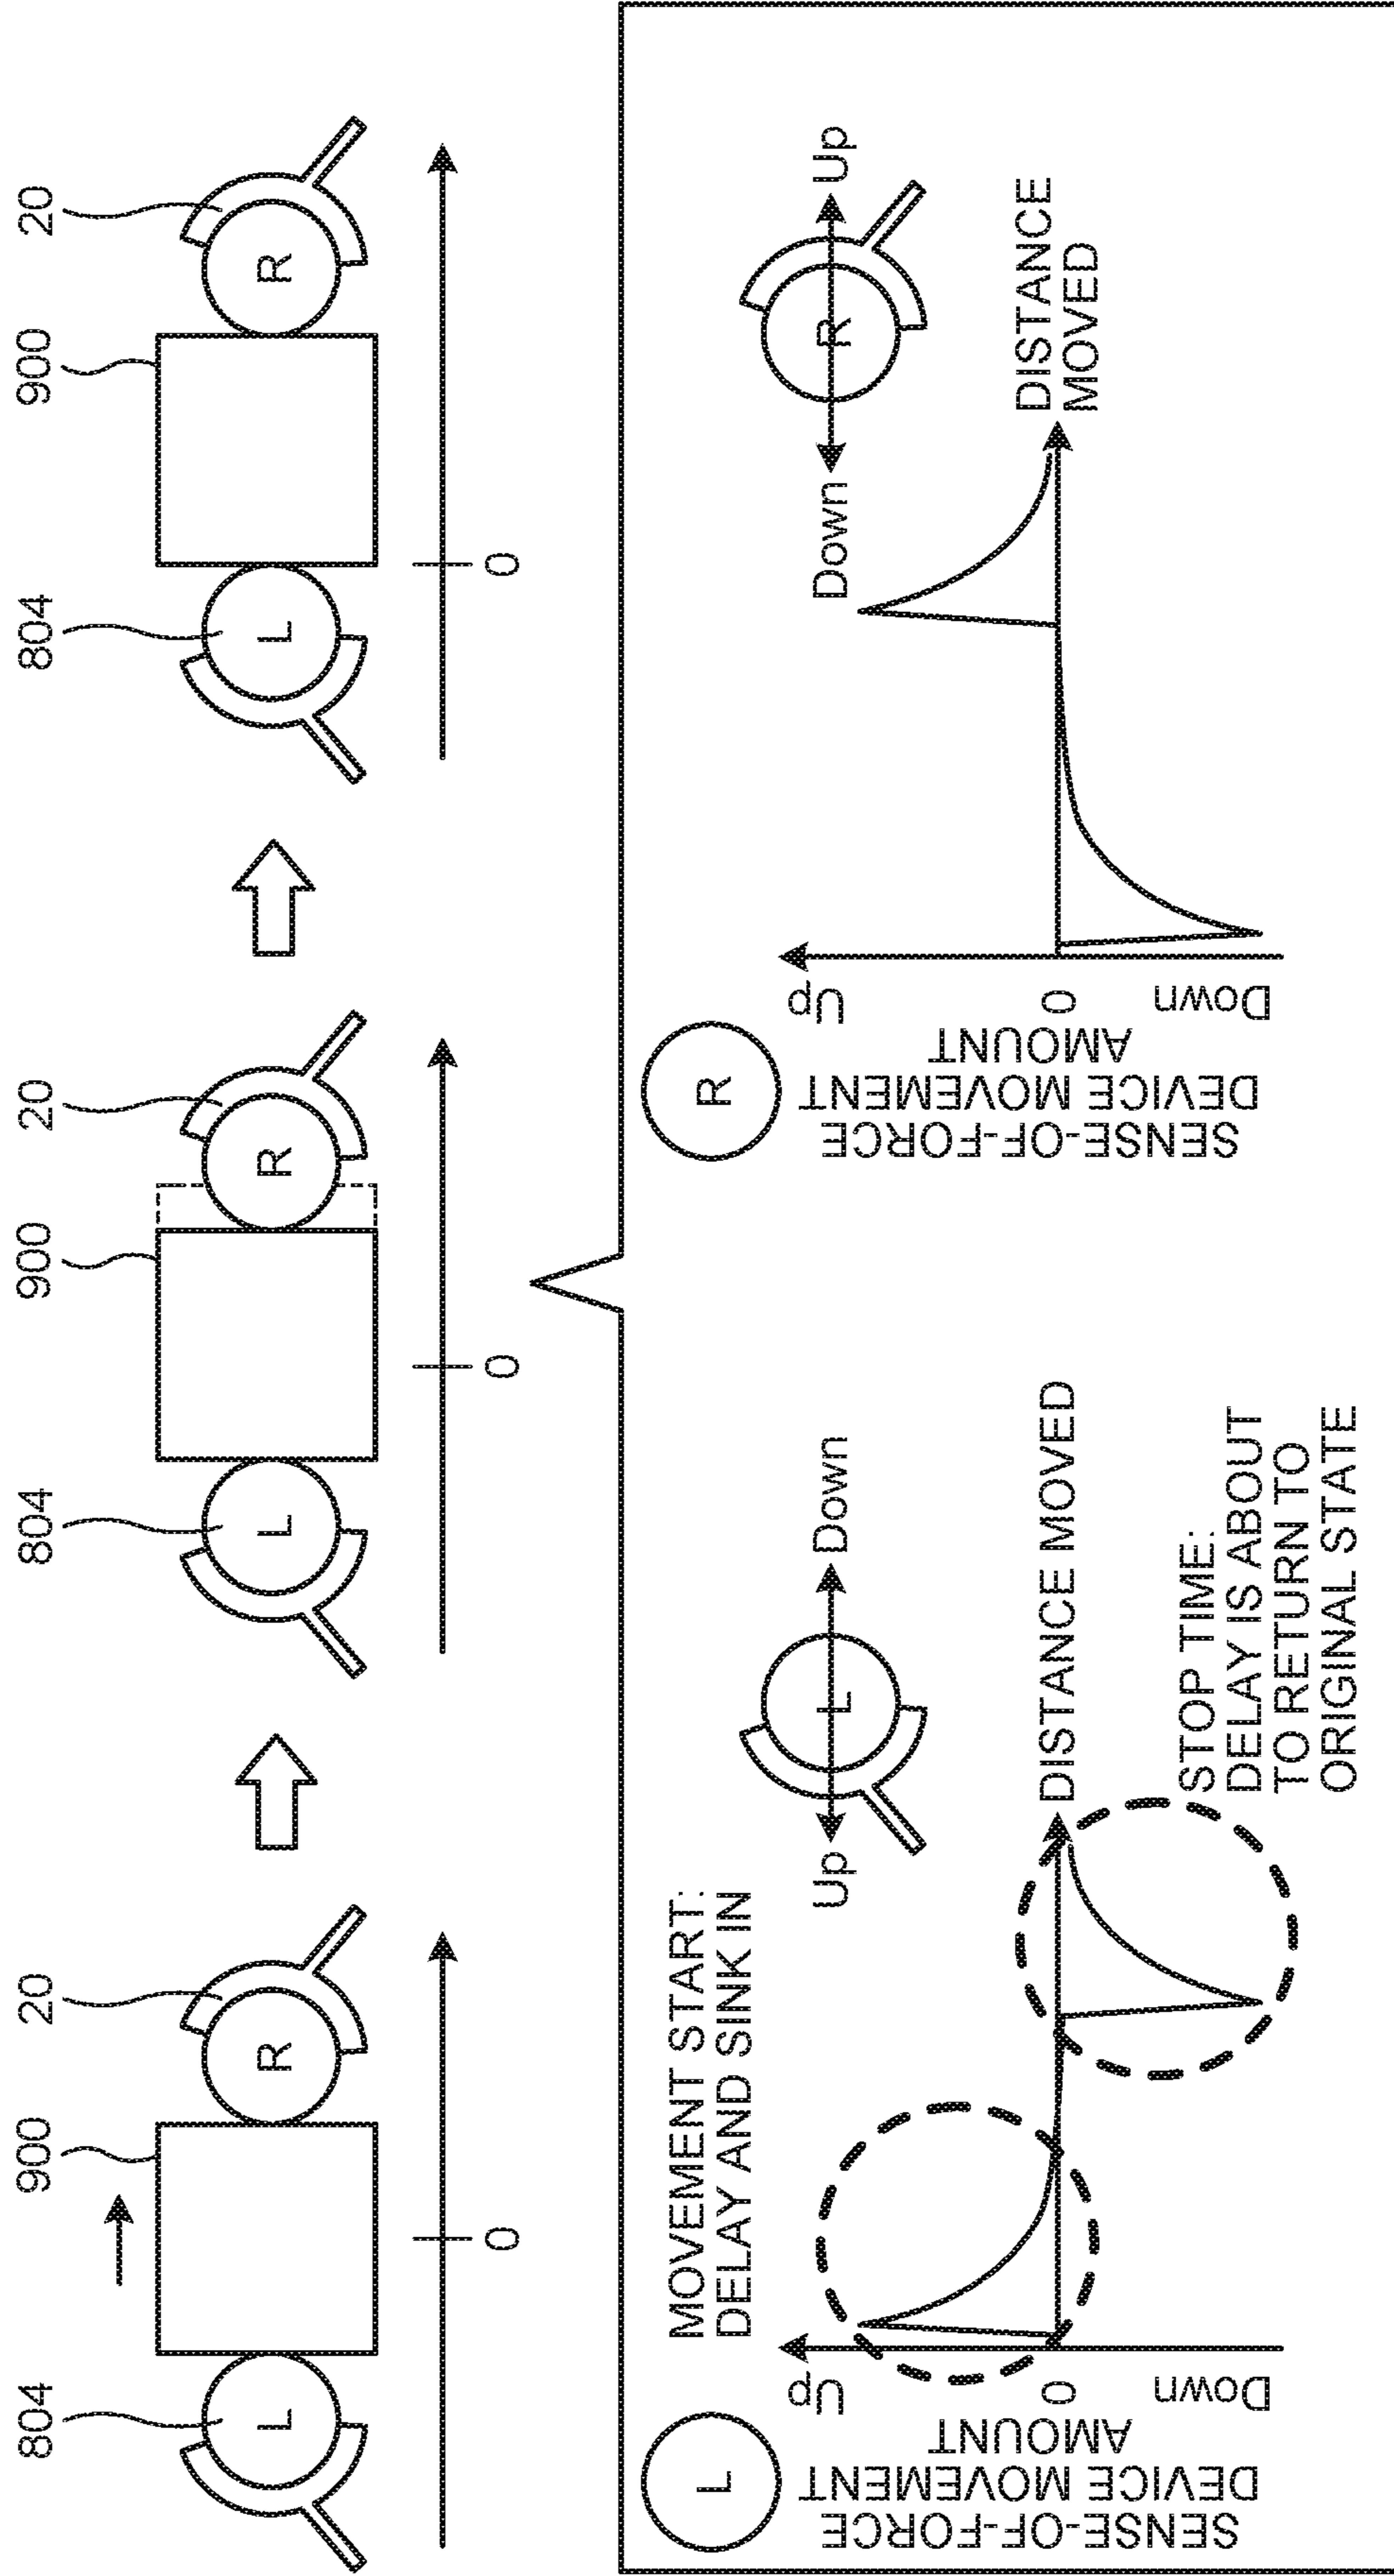 804
900
20
804
900
20
804
900
20
L
R
L
R
L
R
0
0
0
L
MOVEMENT START:
DELAY AND SINK IN
Up
L
Down
SENSE-OF-FORCE
DEVICE MOVEMENT
AMOUNT
Up
0
Down
DISTANCE MOVED
STOP TIME:
DELAY IS ABOUT
TO RETURN TO
ORIGINAL STATE
R
Down
R
Up
SENSE-OF-FORCE
DEVICE MOVEMENT
AMOUNT
Up
0
Down
DISTANCE
MOVED